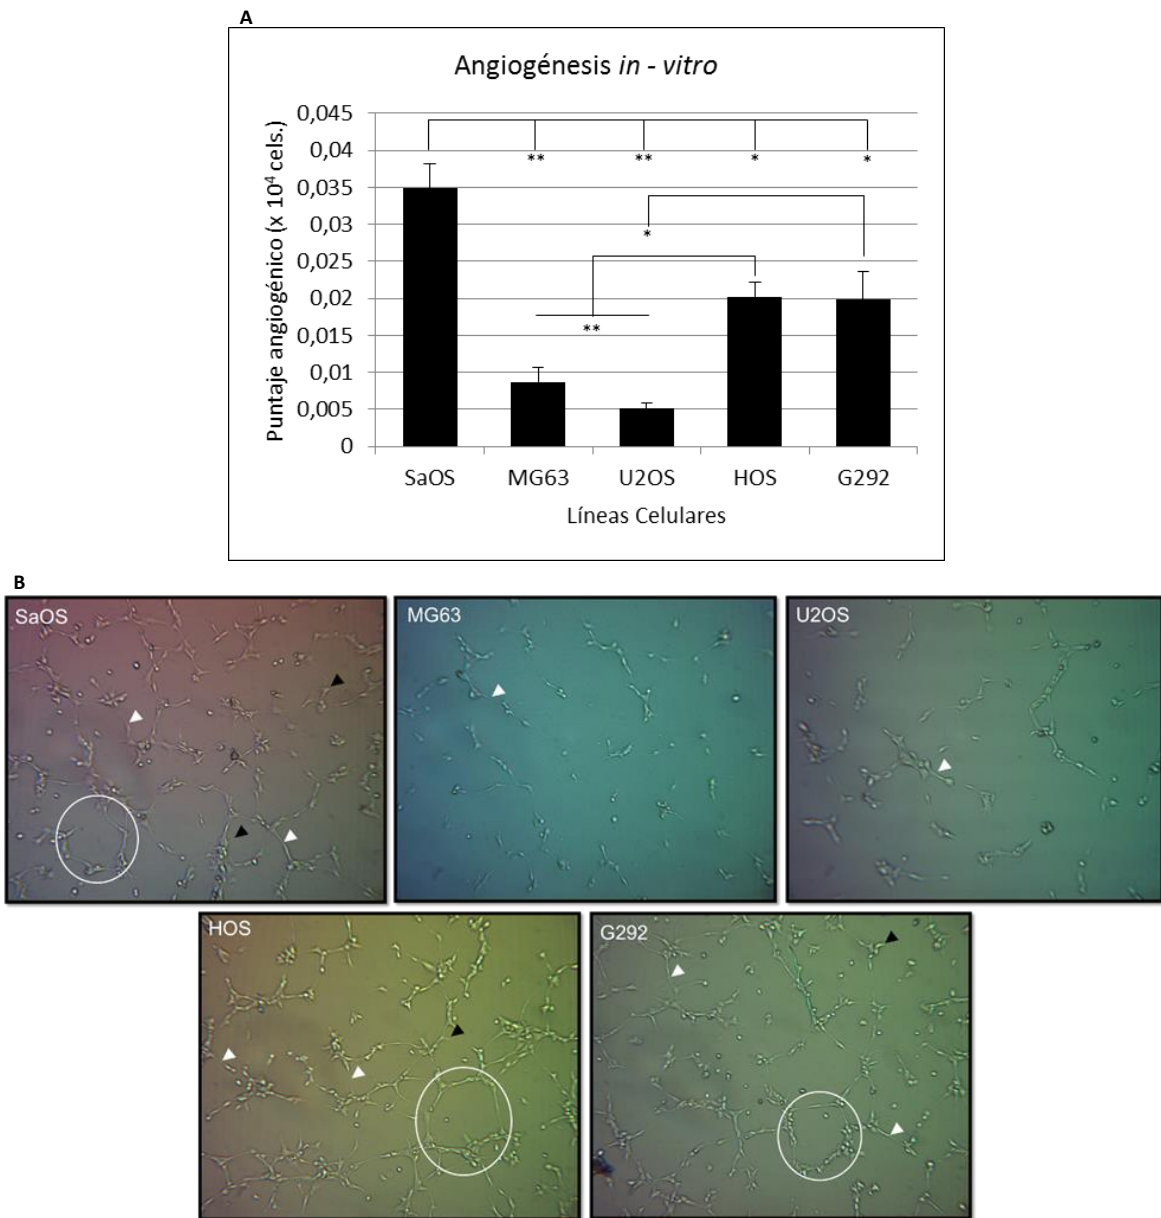 A
Angiogénesis in - vitro
Puntaje angiogénico (x 10⁴ cels.)
0,045
0,04
0,035
0,03
0,025
0,02
0,015
0,01
0,005
0
** ** * *
*
**
SaOS MG63 U2OS HOS G292
Líneas Celulares
B
SaOS
MG63
U2OS
HOS
G292